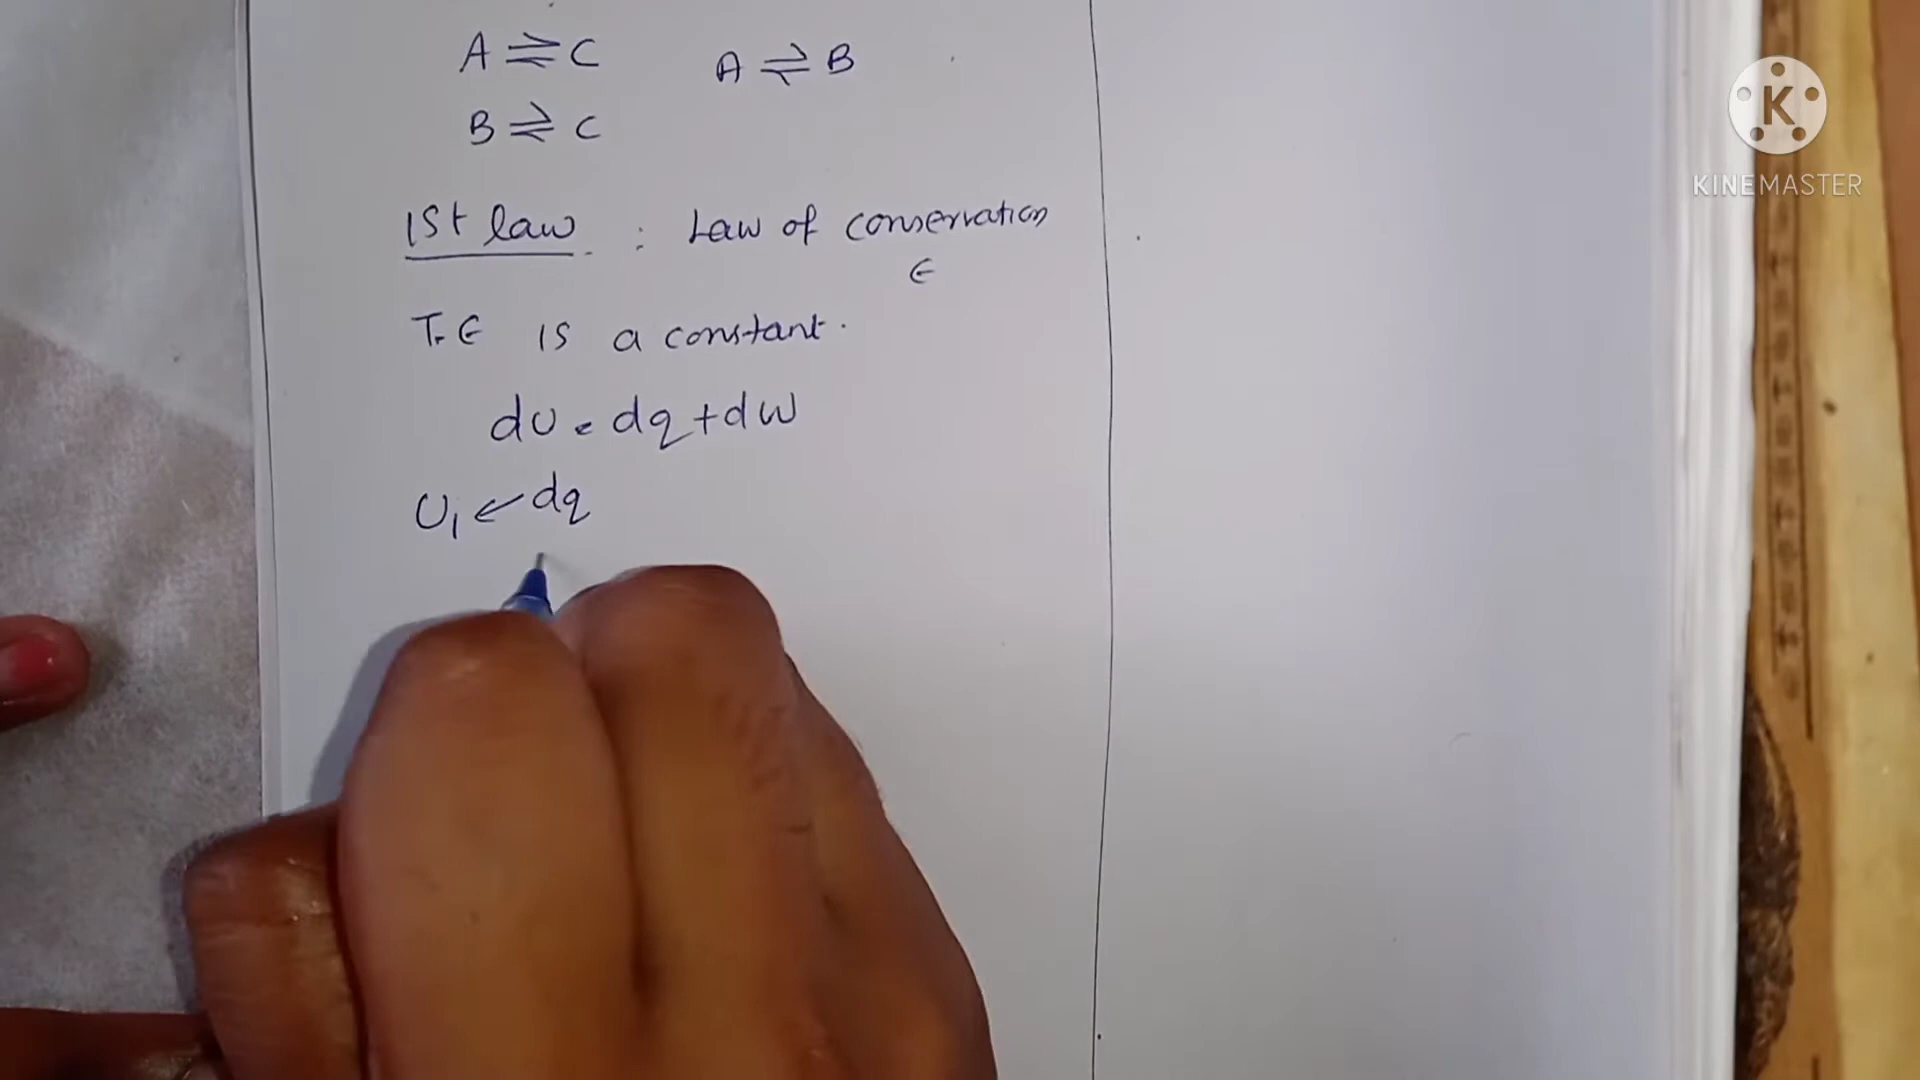 A ⇌ C A ⇌ B
B ⇌ C
1st law : Law of conservation
E
T.E is a constant.
dU = dq + dw
U₁ ← dq
K
KINEMASTER